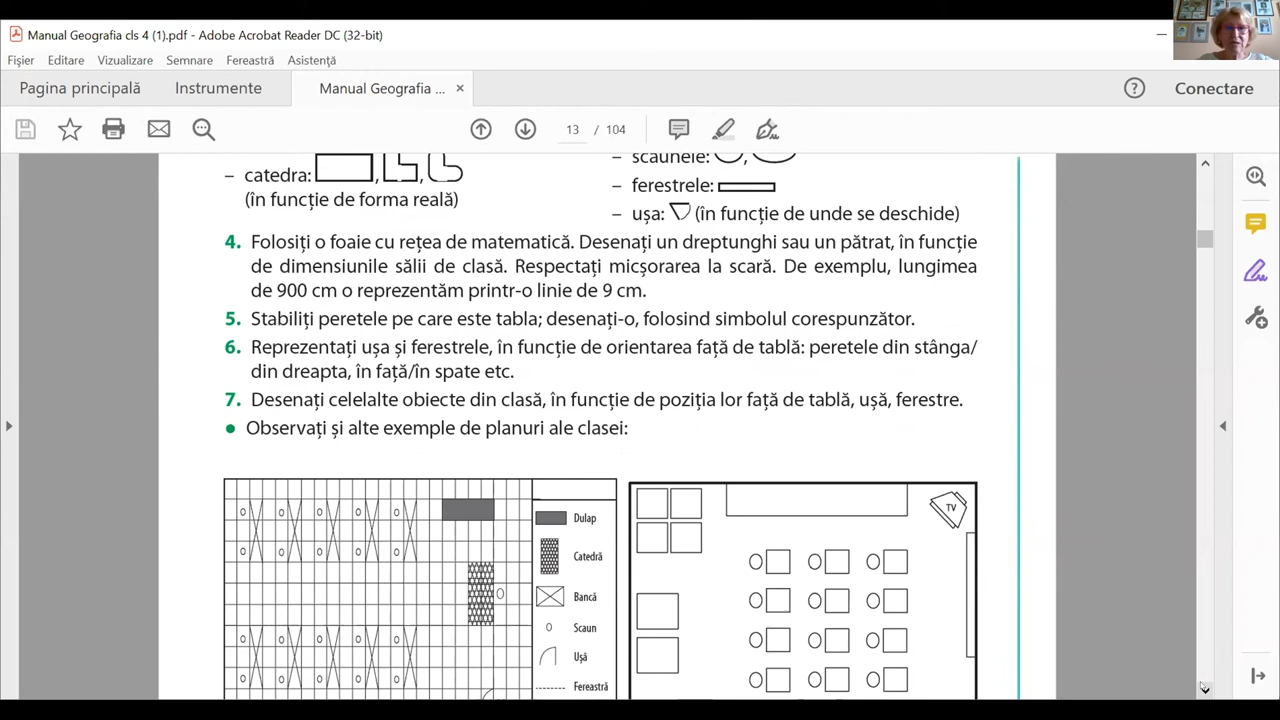 Manual Geografia cls 4 (1).pdf - Adobe Acrobat Reader DC (32-bit)
Fişier Editare Vizualizare Semnare Fereastră Asistenţă
Pagina principală Instrumente Manual Geografia ... × Conectare
13 / 104
– catedra: , ,
(în funcție de forma reală)
– scaunele: ,
– ferestrele:
– ușa: (în funcție de unde se deschide)
4. Folosiți o foaie cu rețea de matematică. Desenați un dreptunghi sau un pătrat, în funcție
de dimensiunile sălii de clasă. Respectați micșorarea la scară. De exemplu, lungimea
de 900 cm o reprezentăm printr-o linie de 9 cm.
5. Stabiliți peretele pe care este tabla; desenați-o, folosind simbolul corespunzător.
6. Reprezentați ușa și ferestrele, în funcție de orientarea față de tablă: peretele din stânga/
din dreapta, în față/în spate etc.
7. Desenați celelalte obiecte din clasă, în funcție de poziția lor față de tablă, ușă, ferestre.
• Observați și alte exemple de planuri ale clasei:
Dulap
Catedră
Bancă
Scaun
Ușă
Fereastră
TV